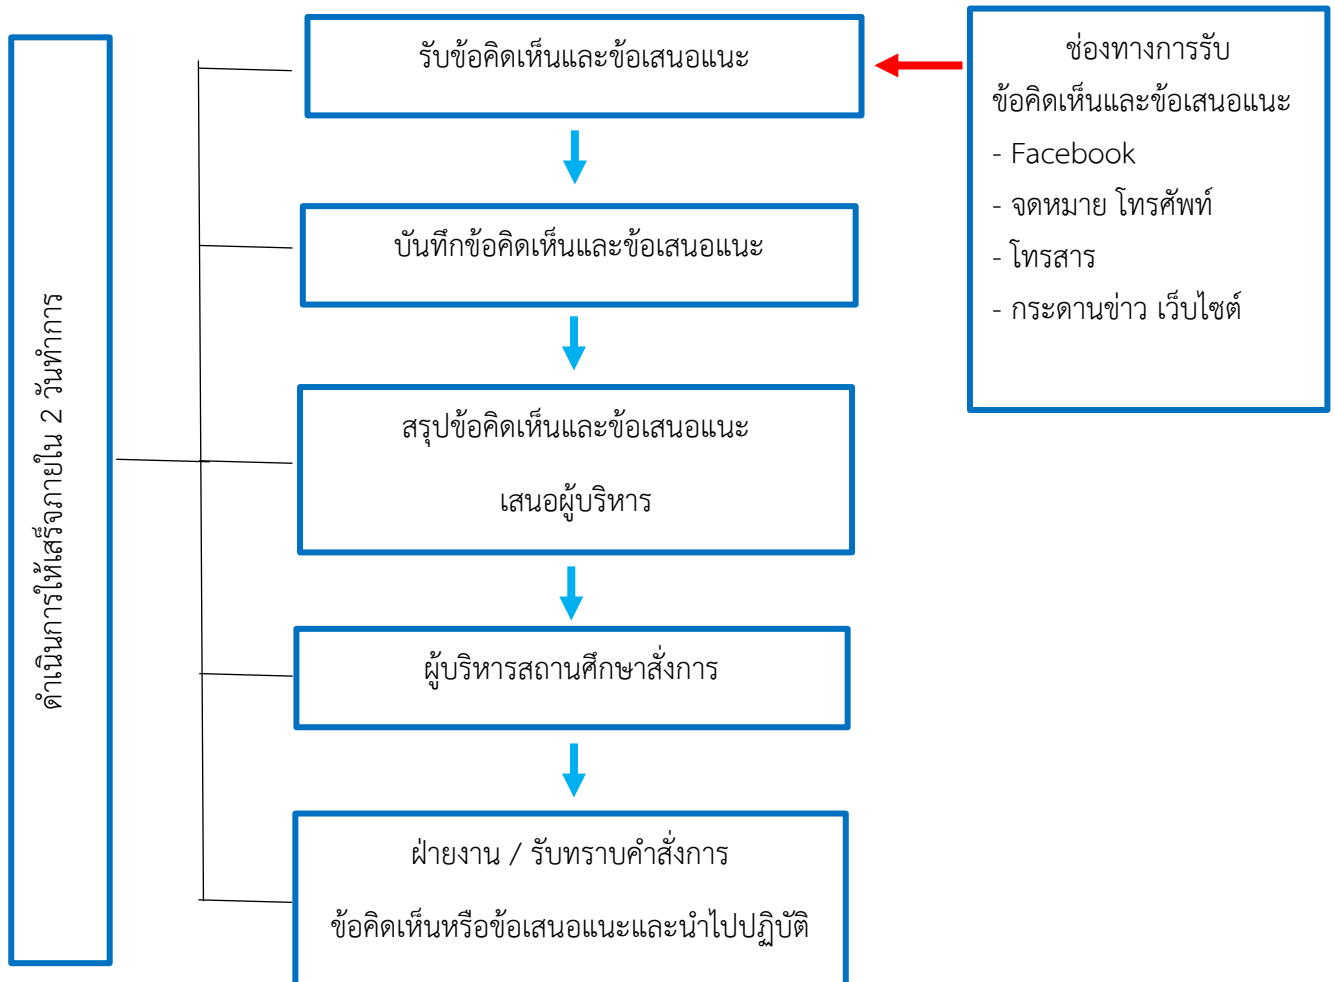 รับข้อคิดเห็นและข้อเสนอแนะ
ช่องทางการรับ
ข้อคิดเห็นและข้อเสนอแนะ
- Facebook
- จดหมาย โทรศัพท์
- โทรสาร
- กระดานข่าว เว็บไซต์
บันทึกข้อคิดเห็นและข้อเสนอแนะ
สรุปข้อคิดเห็นและข้อเสนอแนะ
เสนอผู้บริหาร
ผู้บริหารสถานศึกษาสั่งการ
ฝ่ายงาน / รับทราบคำสั่งการ
ข้อคิดเห็นหรือข้อเสนอแนะและนำไปปฏิบัติ
ดำเนินการให้เสร็จภายใน 2 วันทำการ